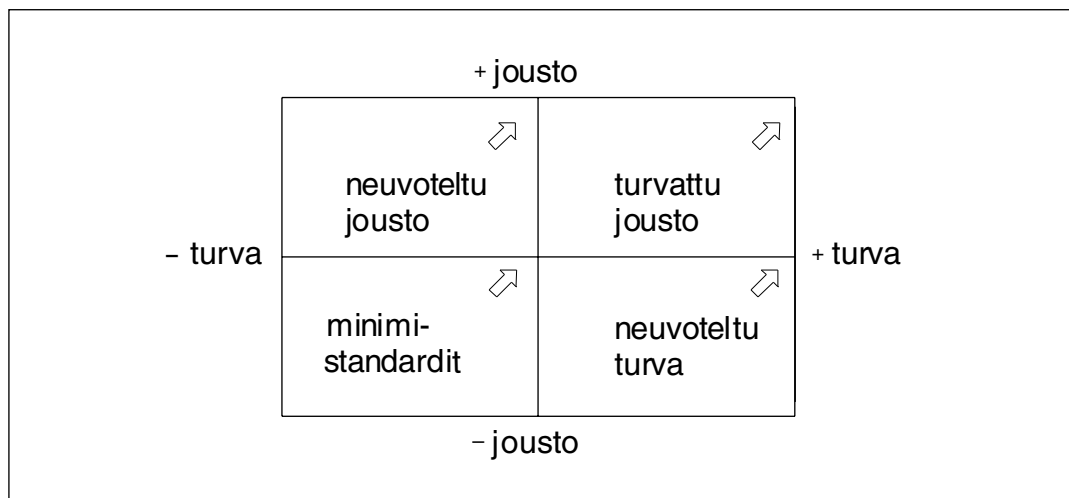 + jousto
neuvoteltu
jousto
turvattu
jousto
– turva
+ turva
minimi-
standardit
neuvoteltu
turva
– jousto